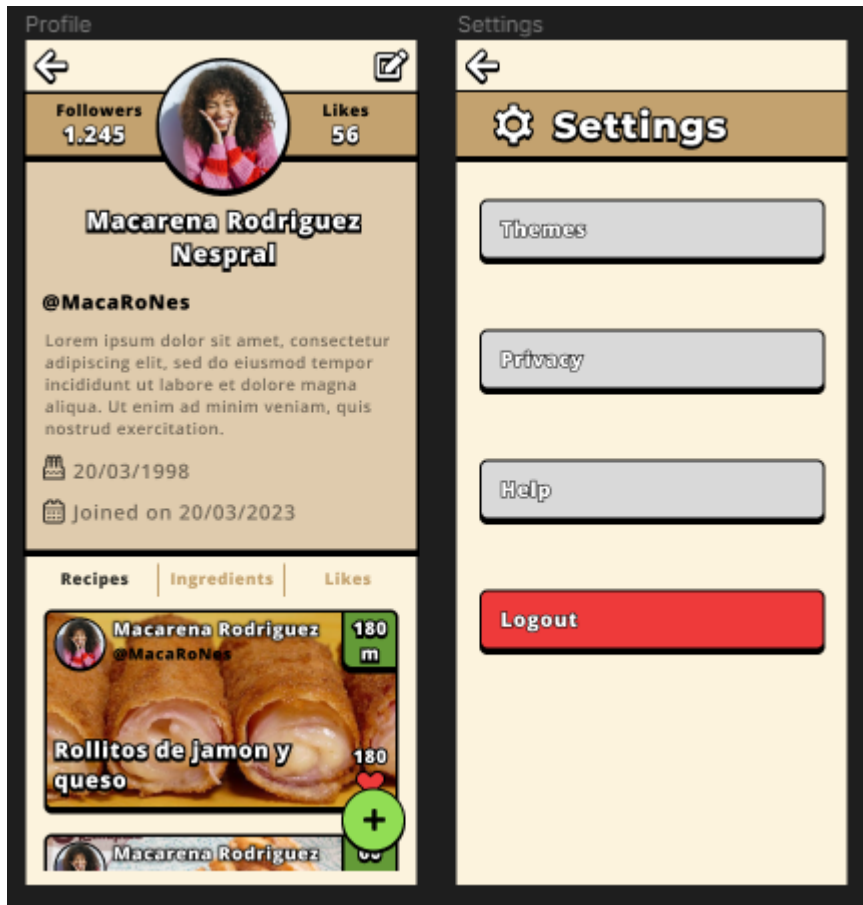 Profile
Followers
1.245
Likes
56
Macarena Rodriguez
Nespral
@MacaRoNes
Lorem ipsum dolor sit amet, consectetur
adipiscing elit, sed do eiusmod tempor
incididunt ut labore et dolore magna
aliqua. Ut enim ad minim veniam, quis
nostrud exercitation.
20/03/1998
Joined on 20/03/2023
Recipes
Ingredients
Likes
Macarena Rodriguez
@MacaRoNes
180
m
Rollitos de jamon y
queso
180
+
Macarena Rodriguez
Settings
Settings
Themes
Privacy
Help
Logout